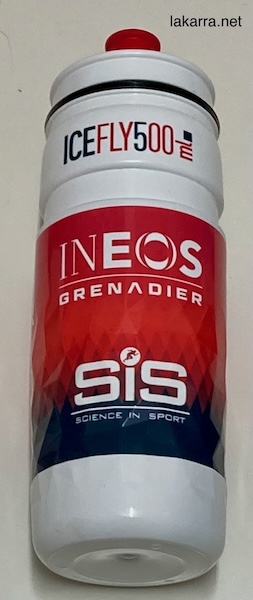 lakarra.net
ICEFLY500ml
INEOS
GRENADIER
SiS
SCIENCE IN SPORT